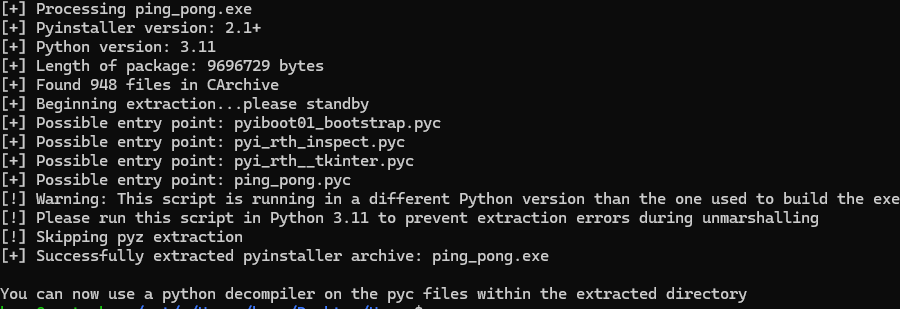 [+] Processing ping_pong.exe
[+] Pyinstaller version: 2.1+
[+] Python version: 3.11
[+] Length of package: 9696729 bytes
[+] Found 948 files in CArchive
[+] Beginning extraction...please standby
[+] Possible entry point: pyiboot01_bootstrap.pyc
[+] Possible entry point: pyi_rth_inspect.pyc
[+] Possible entry point: pyi_rth__tkinter.pyc
[+] Possible entry point: ping_pong.pyc
[!] Warning: This script is running in a different Python version than the one used to build the exe
[!] Please run this script in Python 3.11 to prevent extraction errors during unmarshalling
[!] Skipping pyz extraction
[+] Successfully extracted pyinstaller archive: ping_pong.exe
You can now use a python decompiler on the pyc files within the extracted directory